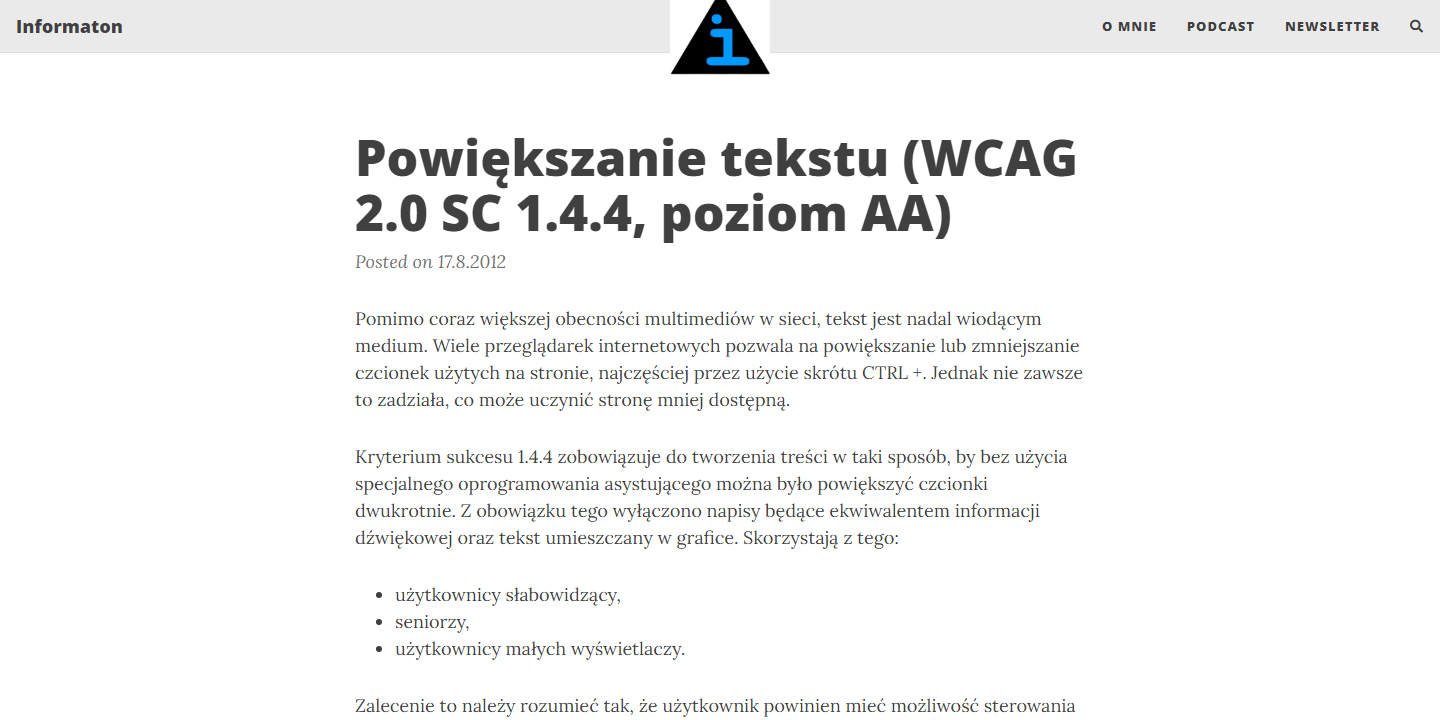 Informaton
i
O MNIE
PODCAST
NEWSLETTER
Powiększanie tekstu (WCAG
2.0 SC 1.4.4, poziom AA)
Posted on 17.8.2012
Pomimo coraz większej obecności multimediów w sieci, tekst jest nadal wiodącym
medium. Wiele przeglądarek internetowych pozwala na powiększanie lub zmniejszanie
czcionek użytych na stronie, najczęściej przez użycie skrótu CTRL +. Jednak nie zawsze
to zadziała, co może uczynić stronę mniej dostępną.
Kryterium sukcesu 1.4.4 zobowiązuje do tworzenia treści w taki sposób, by bez użycia
specjalnego oprogramowania asystującego można było powiększyć czcionki
dwukrotnie. Z obowiązku tego wyłączono napisy będące ekwiwalentem informacji
dźwiękowej oraz tekst umieszczany w grafice. Skorzystają z tego:
• użytkownicy słabowidzący,
• seniorzy,
• użytkownicy małych wyświetlaczy.
Zalecenie to należy rozumieć tak, że użytkownik powinien mieć możliwość sterowania